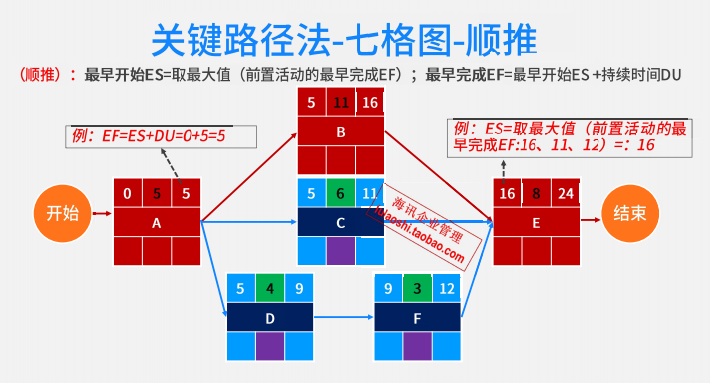 关键路径法-七格图-顺推
（顺推）：最早开始ES=取最大值（前置活动的最早完成EF）；最早完成EF=最早开始ES +持续时间DU
例：EF=ES+DU=0+5=5
5 11 16
B
例：ES=取最大值（前置活动的最
早完成EF:16、11、12）=：16
开始
0 5 5
A
5 6 11
C
海讯企业管理
idaoshi.taobao.com
16 8 24
E
结束
5 4 9
D
9 3 12
F